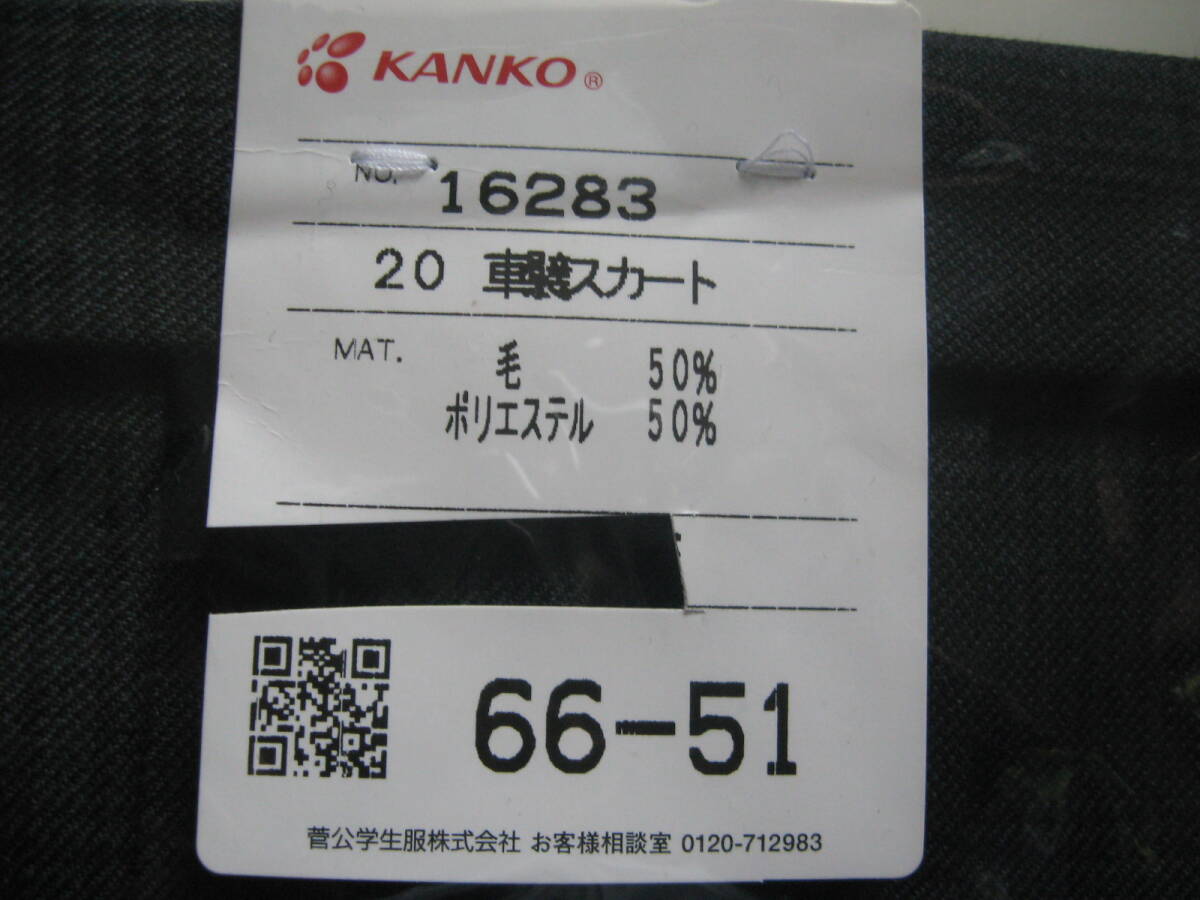 KANKO®
NO. 16283
20 車襞スカート
MAT. 毛 50%
ポリエステル 50%
66-51
菅公学生服株式会社 お客様相談室 0120-712983